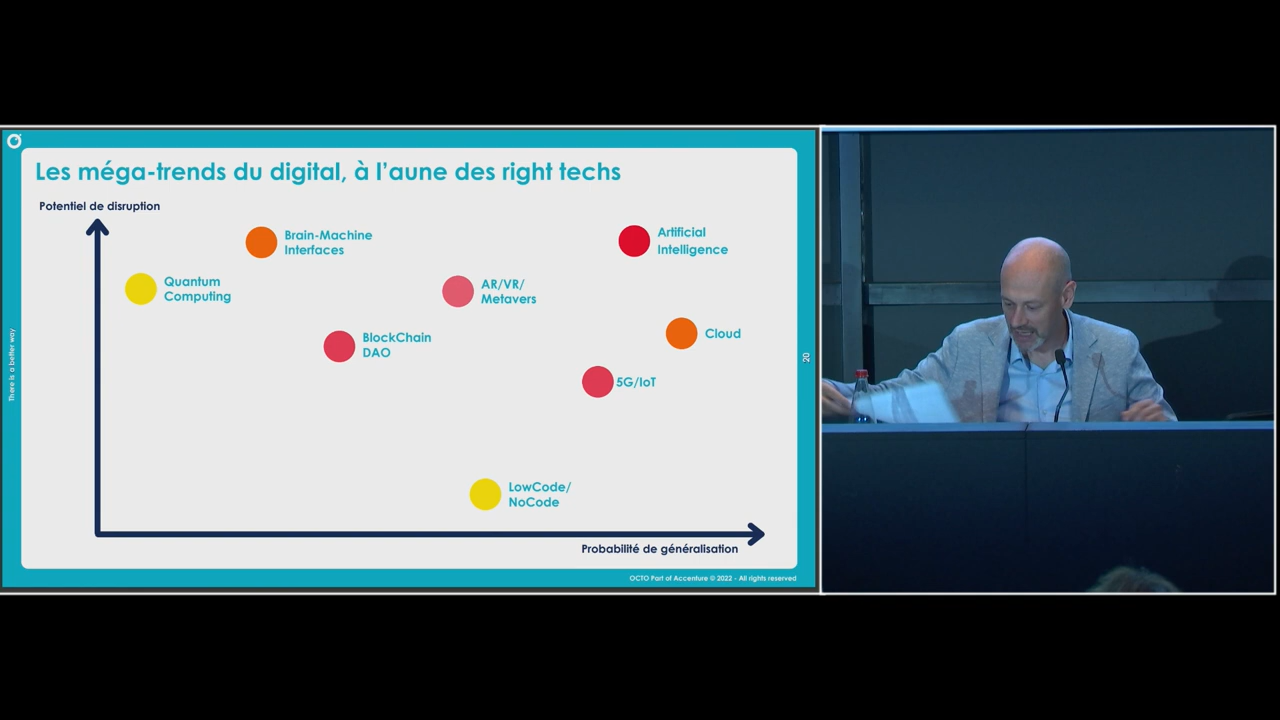 Les méga-trends du digital, à l'aune des right techs
Potentiel de disruption
Brain-Machine
Interfaces
Artificial
Intelligence
Quantum
Computing
AR/VR/
Metavers
BlockChain
DAO
Cloud
5G/IoT
LowCode/
NoCode
Probabilité de généralisation
There is a better way
20
OCTO Part of Accenture © 2022 - All rights reserved